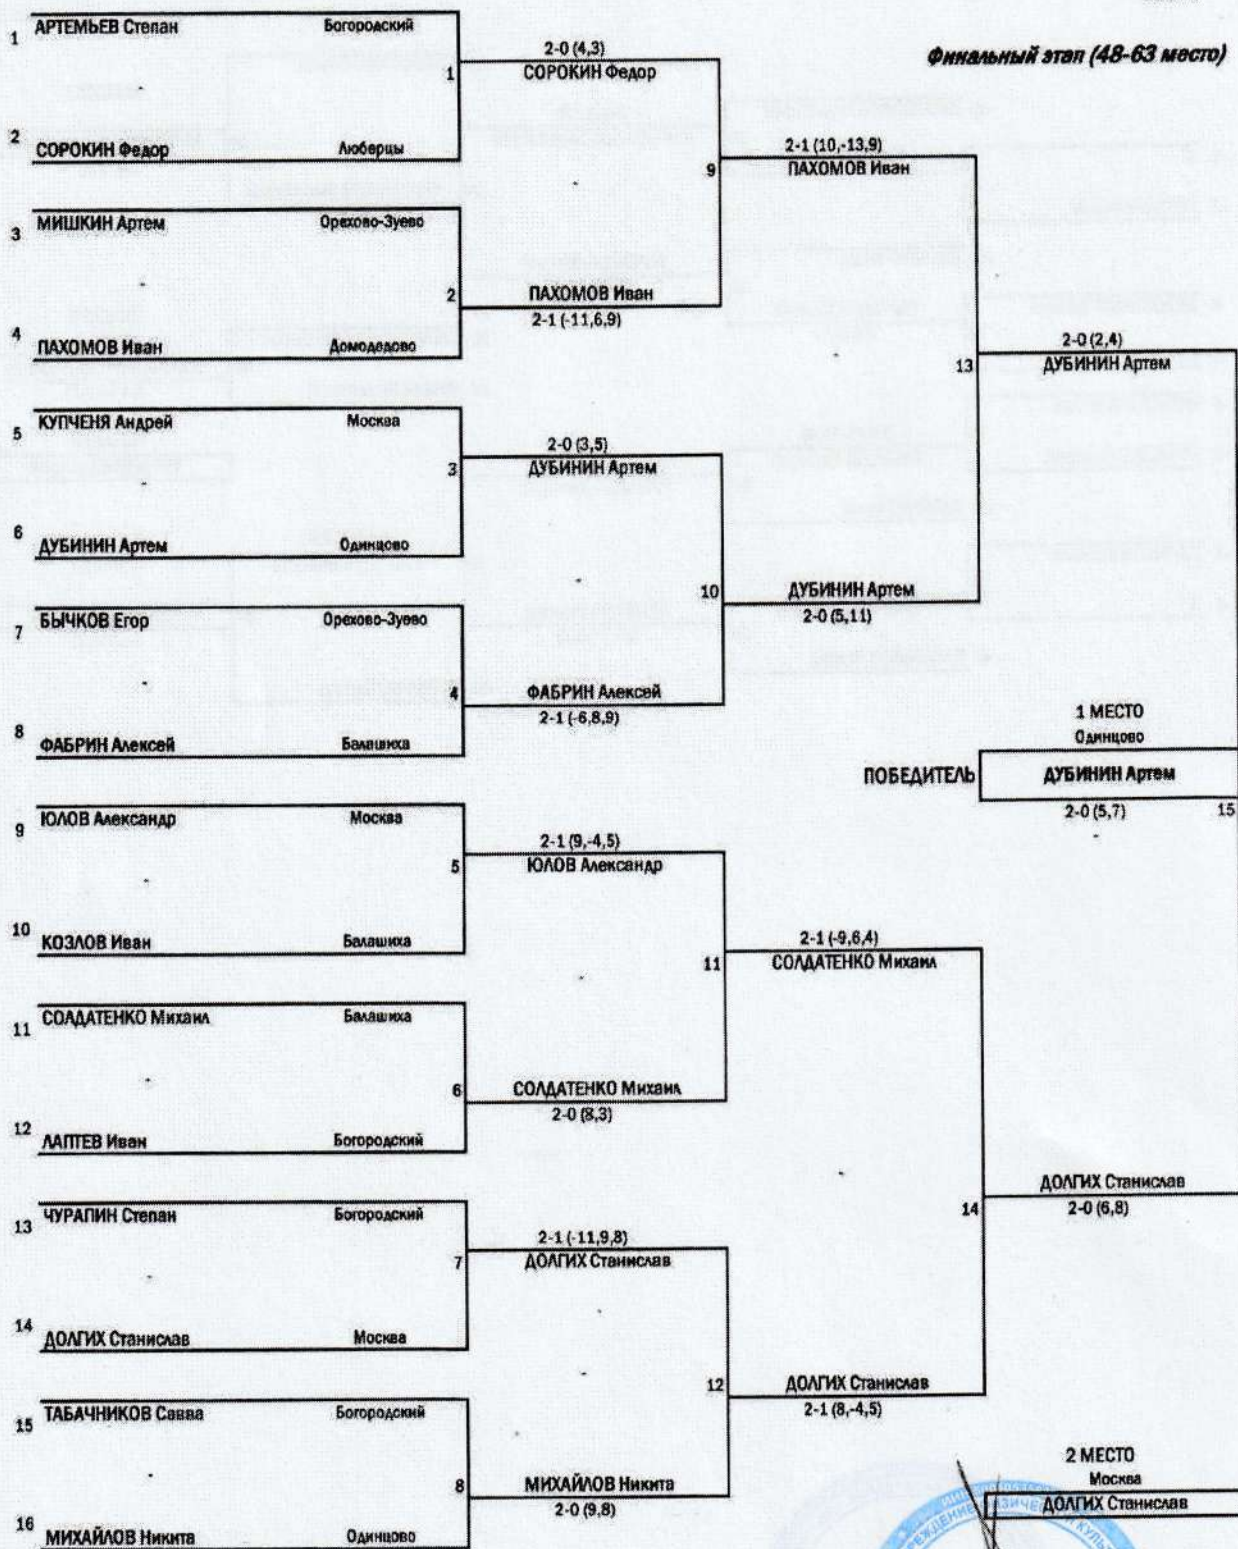 Финальный этап (48-63 место)
1 АРТЕМЬЕВ Степан Богородский
2-0 (4,3)
1 СОРОКИН Федор
2 СОРОКИН Федор Люберцы
2-1 (10,-13,9)
9 ПАХОМОВ Иван
3 МИШКИН Артем Орехово-Зуево
2 ПАХОМОВ Иван
2-1 (-11,6,9)
4 ПАХОМОВ Иван Домодедово
2-0 (2,4)
13 ДУБИНИН Артем
5 КУПЧЕНЯ Андрей Москва
2-0 (3,5)
3 ДУБИНИН Артем
6 ДУБИНИН Артем Одинцово
10 ДУБИНИН Артем
2-0 (5,11)
7 БЫЧКОВ Егор Орехово-Зуево
4 ФАБРИН Алексей
2-1 (-6,8,9)
8 ФАБРИН Алексей Балашиха
1 МЕСТО
Одинцово
ПОБЕДИТЕЛЬ ДУБИНИН Артем
2-0 (5,7) 15
9 ЮЛОВ Александр Москва
2-1 (9,-4,5)
5 ЮЛОВ Александр
10 КОЗЛОВ Иван Балашиха
2-1 (-9,6,4)
11 СОЛДАТЕНКО Михаил
11 СОЛДАТЕНКО Михаил Балашиха
6 СОЛДАТЕНКО Михаил
2-0 (8,3)
12 ЛАПТЕВ Иван Богородский
14 ДОЛГИХ Станислав
2-0 (6,8)
13 ЧУРАПИН Степан Богородский
2-1 (-11,9,8)
7 ДОЛГИХ Станислав
14 ДОЛГИХ Станислав Москва
12 ДОЛГИХ Станислав
2-1 (8,-4,5)
15 ТАБАЧНИКОВ Савва Богородский
8 МИХАЙЛОВ Никита
2-0 (9,8)
16 МИХАЙЛОВ Никита Одинцово
2 МЕСТО
Москва
ДОЛГИХ Станислав